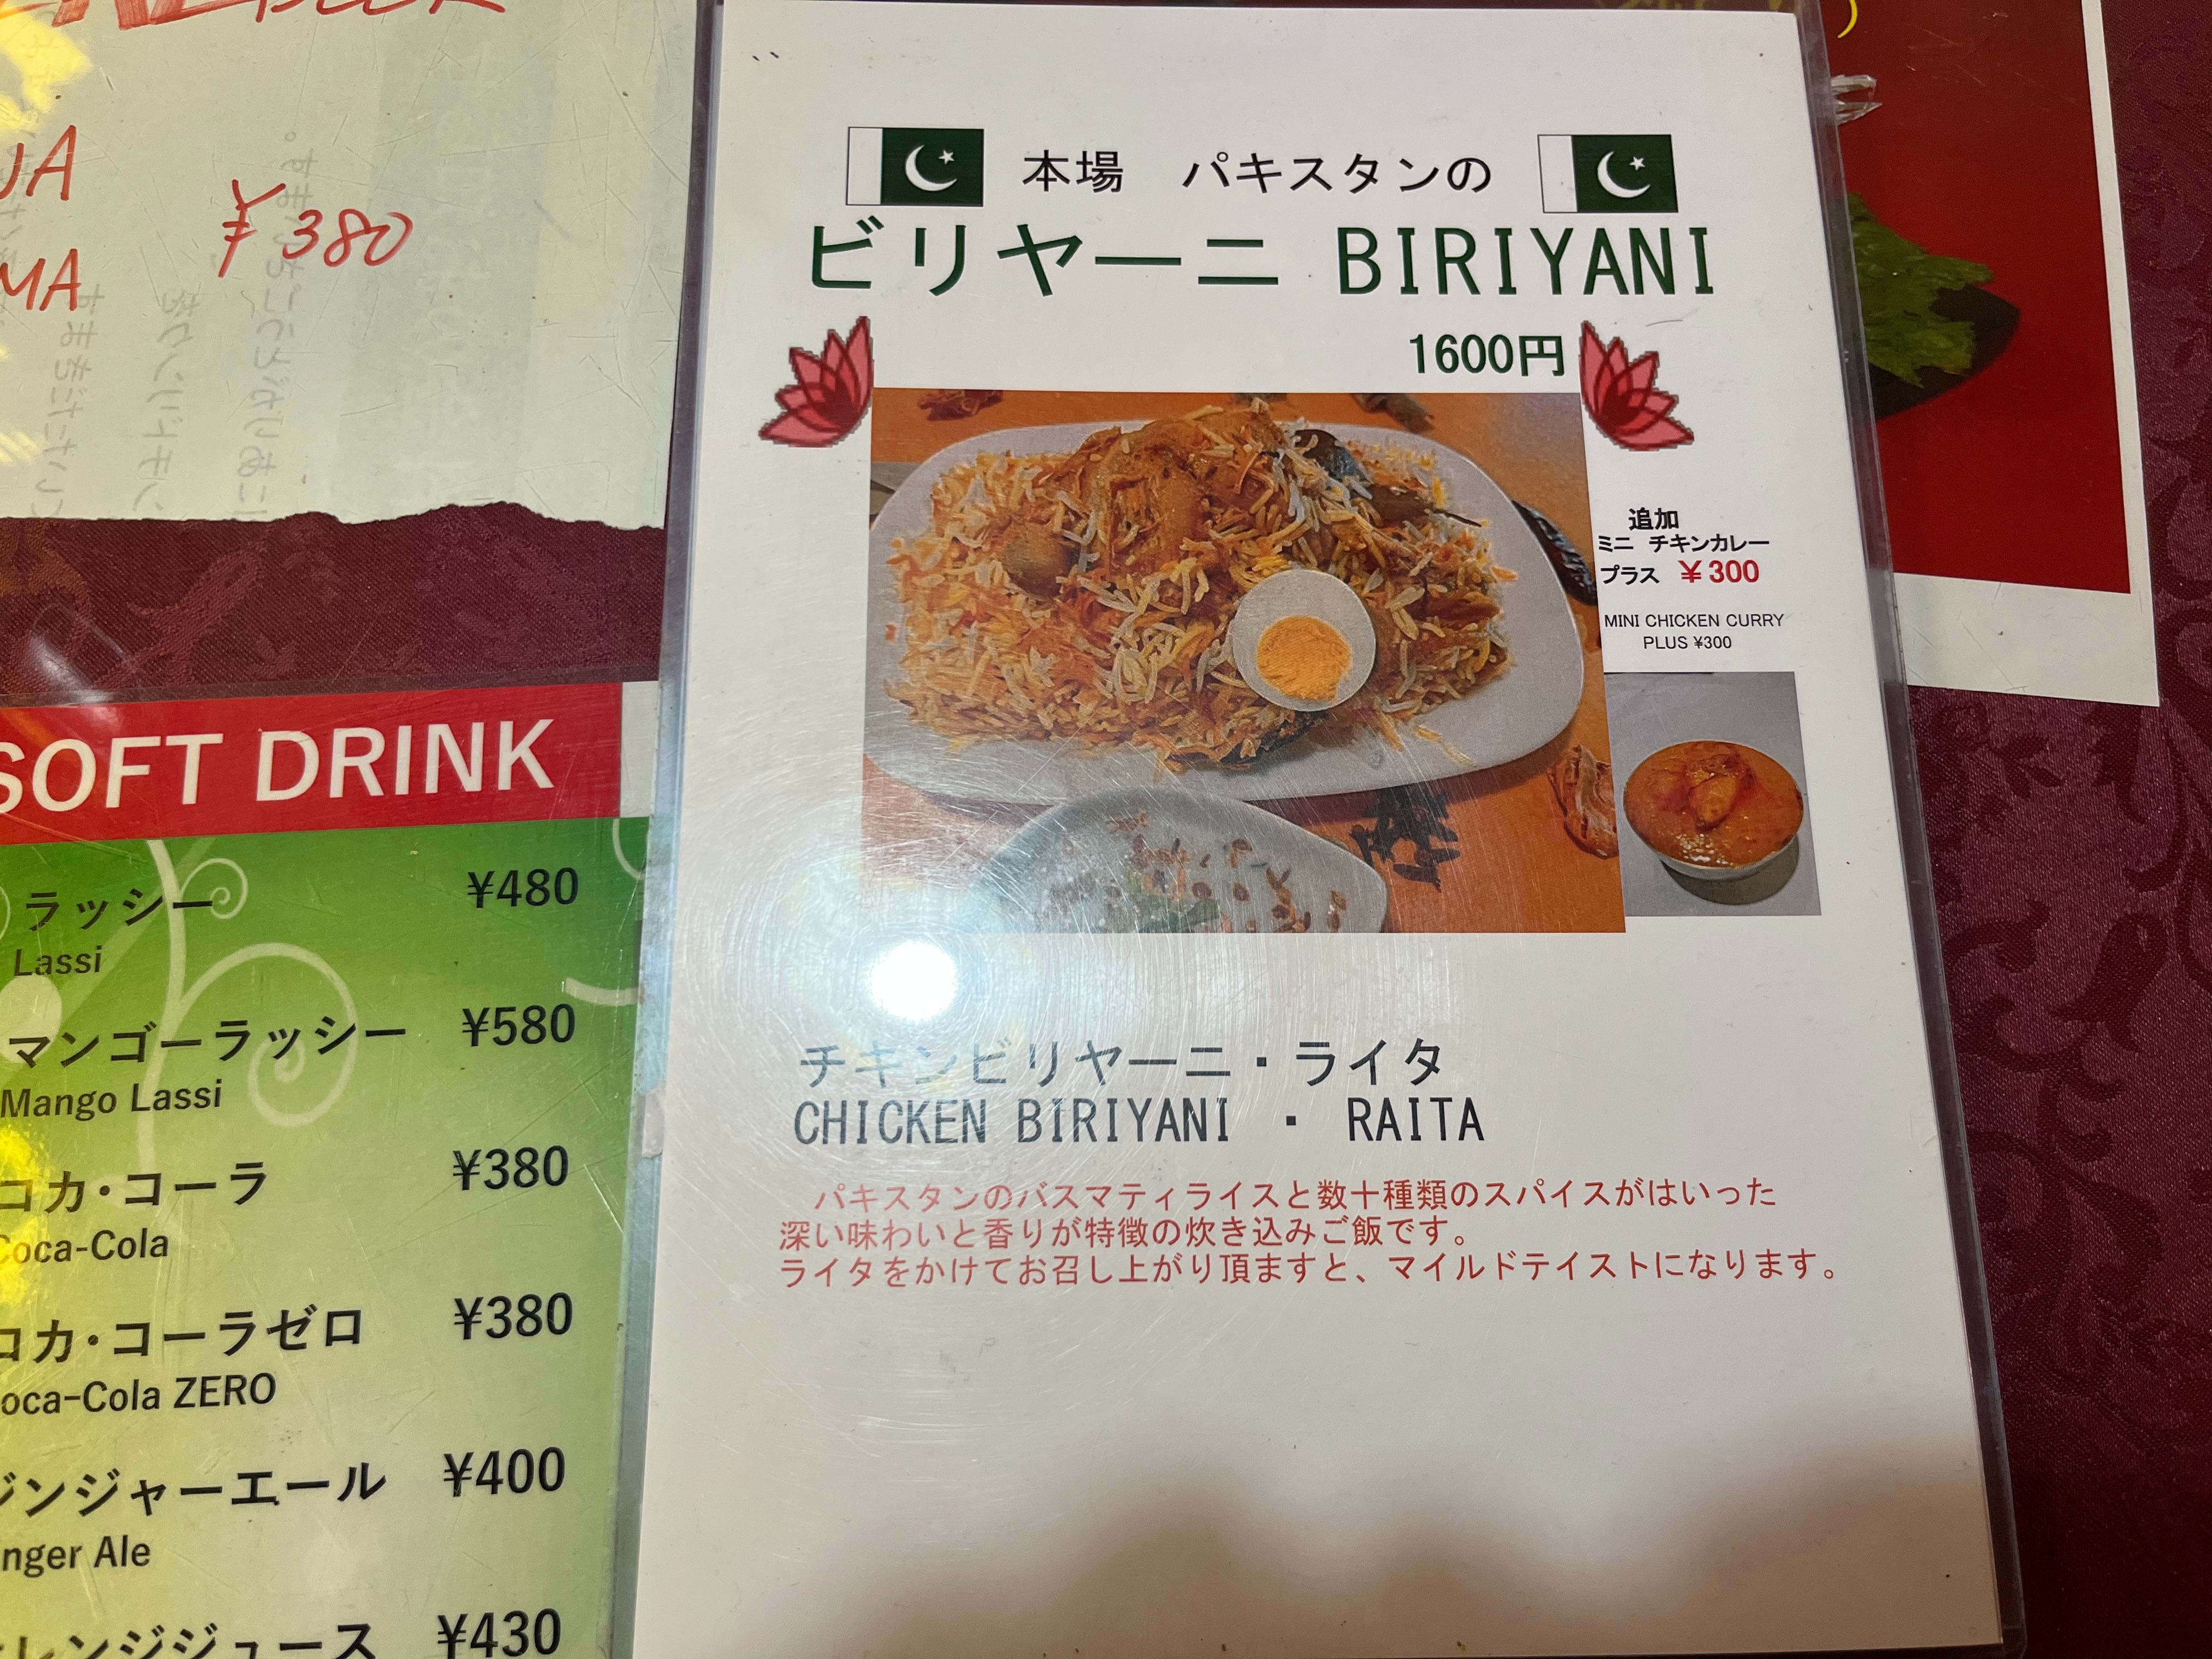 ¥380
SOFT DRINK
ラッシー ¥480
Lassi
マンゴーラッシー ¥580
Mango Lassi
コカ・コーラ ¥380
Coca-Cola
コカ・コーラゼロ ¥380
oca-Cola ZERO
ジンジャーエール ¥400
nger Ale
レンジジュース ¥430
本場 パキスタンの
ビリヤーニ BIRIYANI
1600円
追加
ミニ チキンカレー
プラス ¥300
MINI CHICKEN CURRY
PLUS ¥300
チキンビリヤーニ・ライタ
CHICKEN BIRIYANI ・ RAITA
パキスタンのバスマティライスと数十種類のスパイスがはいった
深い味わいと香りが特徴の炊き込みご飯です。
ライタをかけてお召し上がり頂ますと、マイルドテイストになります。